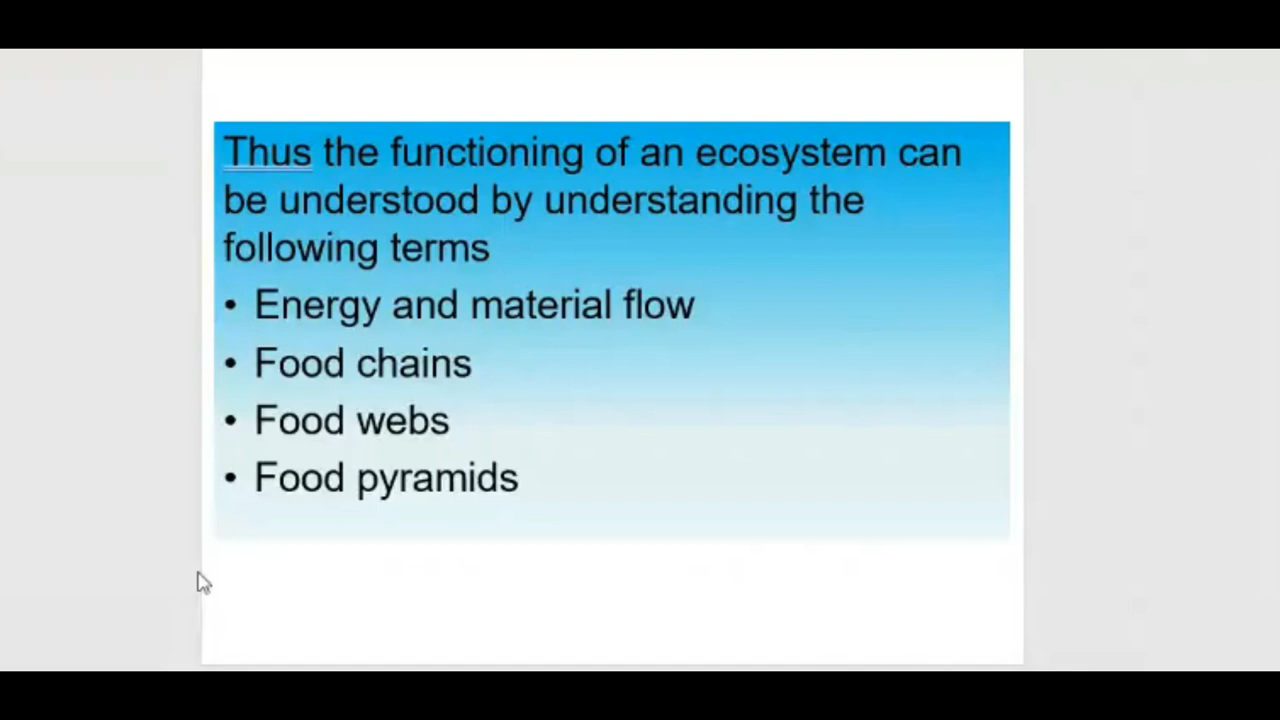 Thus the functioning of an ecosystem can
be understood by understanding the
following terms
• Energy and material flow
• Food chains
• Food webs
• Food pyramids